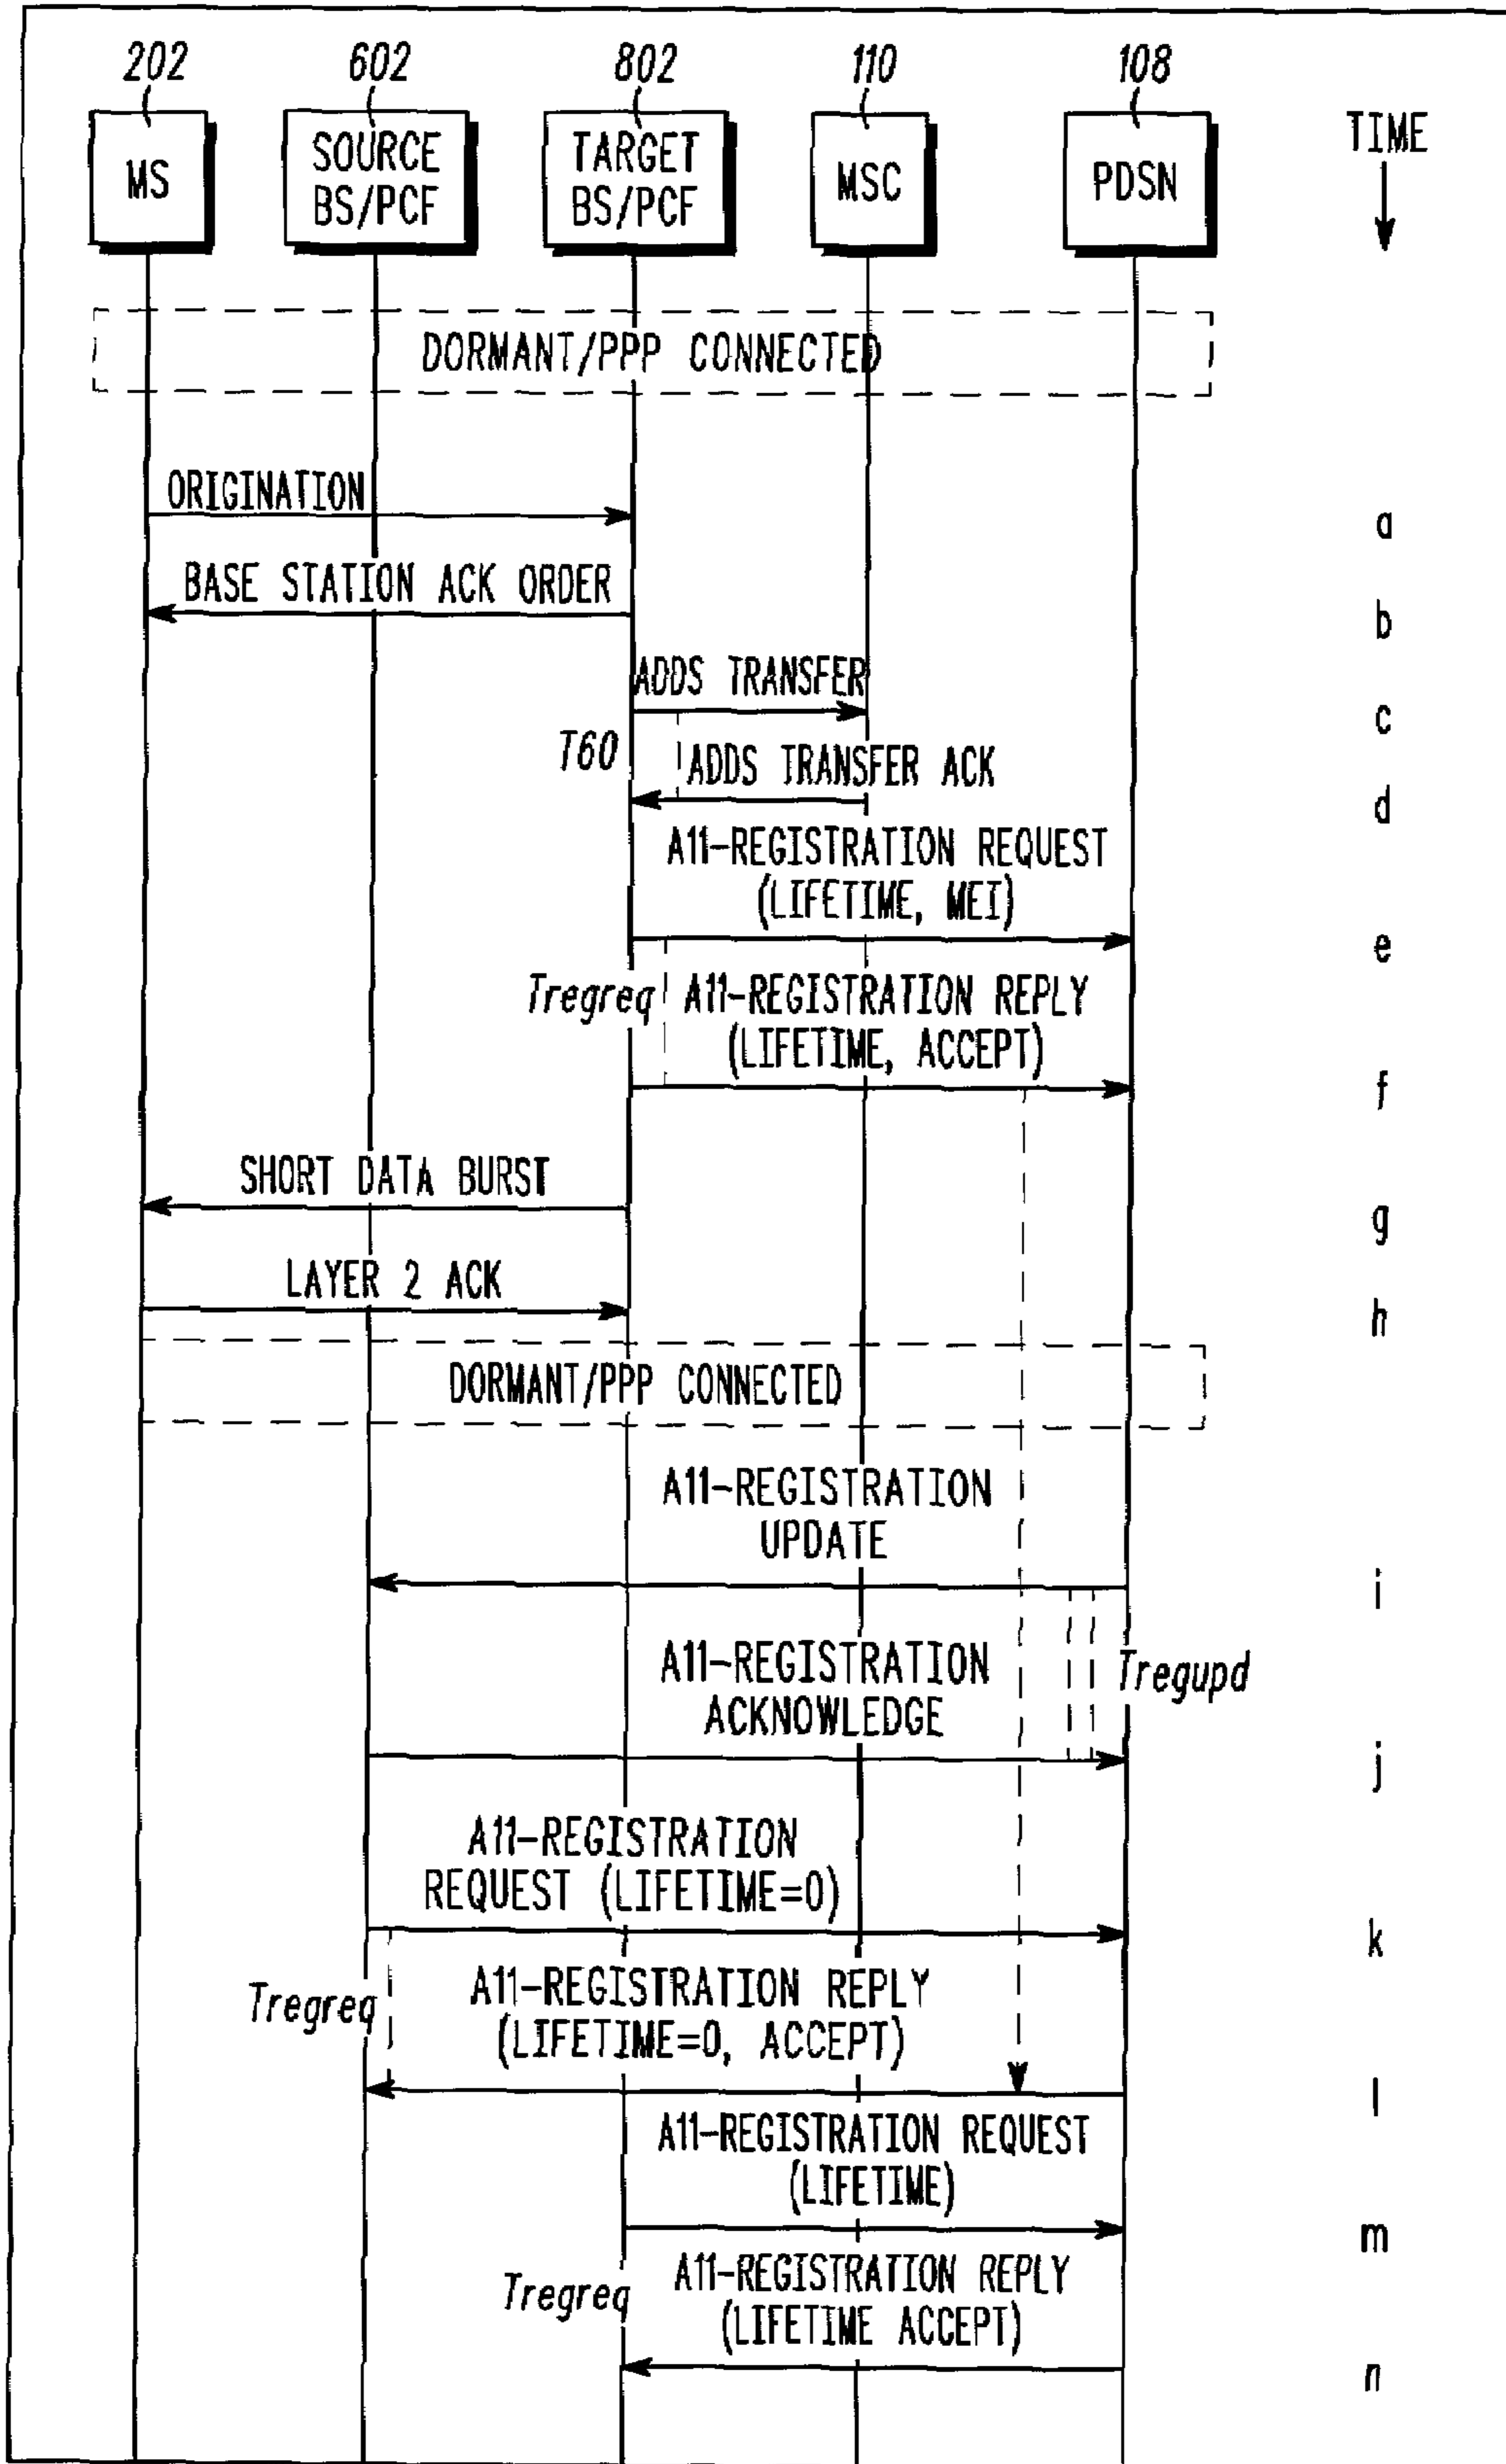 202 602 802 110 108
MS
SOURCE
BS/PCF
TARGET
BS/PCF
MSC
PDSN
TIME
DORMANT/PPP CONNECTED
ORIGINATION
a
BASE STATION ACK ORDER
b
ADDS TRANSFER
c
T60
ADDS TRANSFER ACK
d
A11-REGISTRATION REQUEST
(LIFETIME, MEI)
e
Tregreq
A11-REGISTRATION REPLY
(LIFETIME, ACCEPT)
f
SHORT DATA BURST
g
LAYER 2 ACK
h
DORMANT/PPP CONNECTED
A11-REGISTRATION
UPDATE
i
A11-REGISTRATION
ACKNOWLEDGE
Tregupd
j
A11-REGISTRATION
REQUEST (LIFETIME=0)
k
Tregreq
A11-REGISTRATION REPLY
(LIFETIME=0, ACCEPT)
l
A11-REGISTRATION REQUEST
(LIFETIME)
m
Tregreq
A11-REGISTRATION REPLY
(LIFETIME ACCEPT)
n